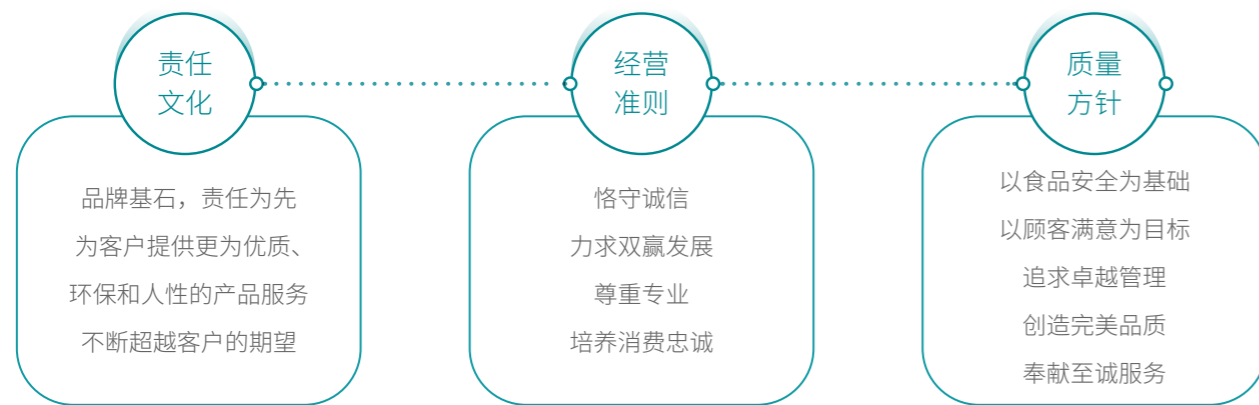 责任
文化
品牌基石，责任为先
为客户提供更为优质、
环保和人性的产品服务
不断超越客户的期望
经营
准则
恪守诚信
力求双赢发展
尊重专业
培养消费忠诚
质量
方针
以食品安全为基础
以顾客满意为目标
追求卓越管理
创造完美品质
奉献至诚服务